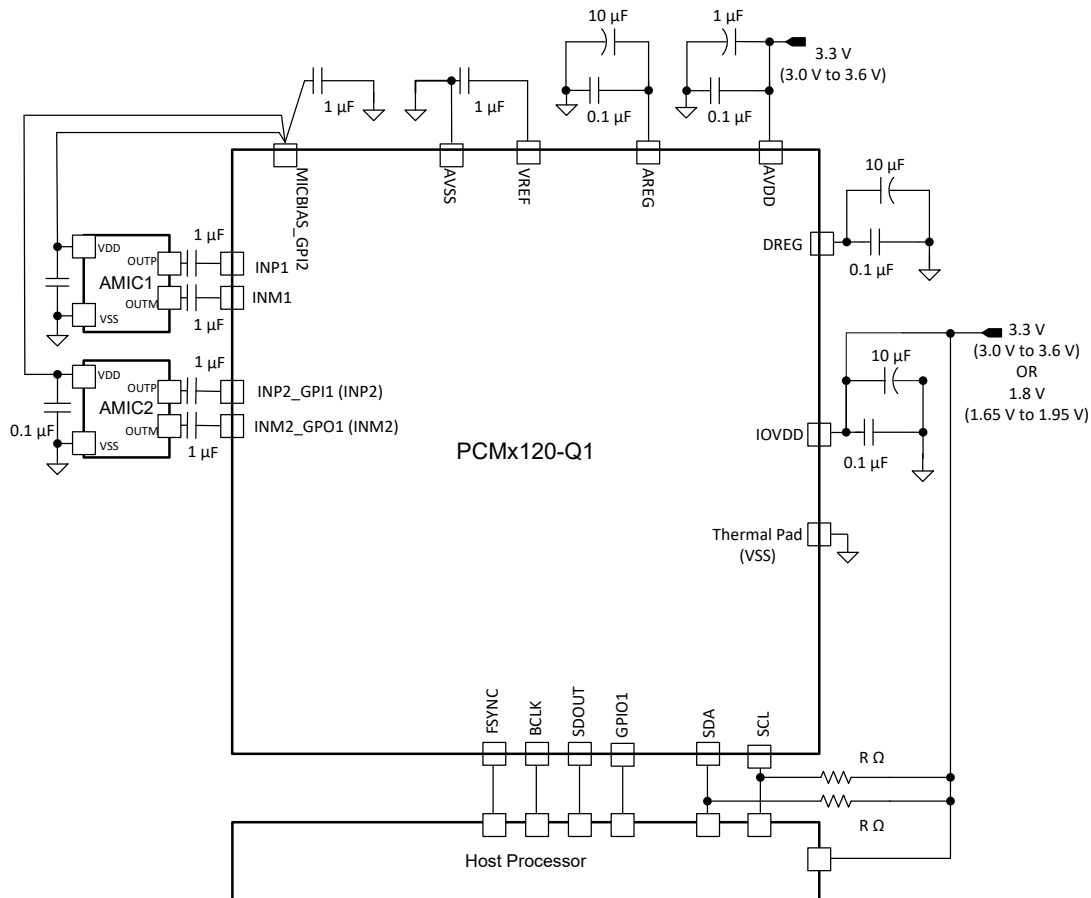 10 µF
1 µF
3.3 V
(3.0 V to 3.6 V)
1 µF
1 µF
0.1 µF
0.1 µF
MICBIAS_GPI2
AVSS
VREF
AREG
AVDD
10 µF
DREG
0.1 µF
1 µF
VDD
OUTP
INP1
AMIC1
OUTM
INM1
VSS
1 µF
3.3 V
(3.0 V to 3.6 V)
OR
1.8 V
(1.65 V to 1.95 V)
10 µF
IOVDD
0.1 µF
1 µF
VDD
OUTP
INP2_GPI1 (INP2)
AMIC2
OUTM
INM2_GPO1 (INM2)
0.1 µF
VSS
1 µF
PCMx120-Q1
Thermal Pad
(VSS)
FSYNC
BCLK
SDOUT
GPIO1
SDA
SCL
R Ω
R Ω
Host Processor